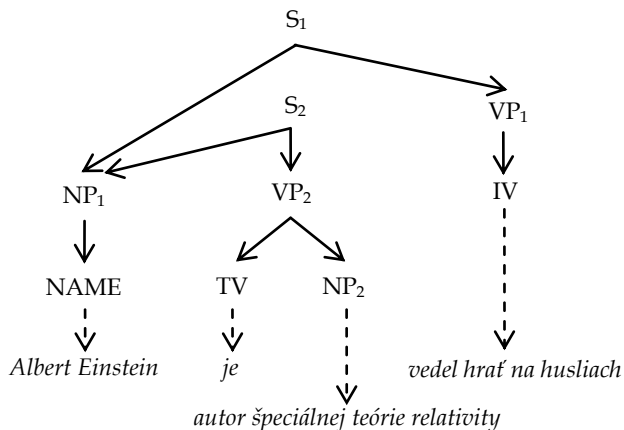 S₁
S₂ VP₁
NP₁ VP₂ IV
NAME TV NP₂
Albert Einstein je vedel hrať na husliach
autor špeciálnej teórie relativity